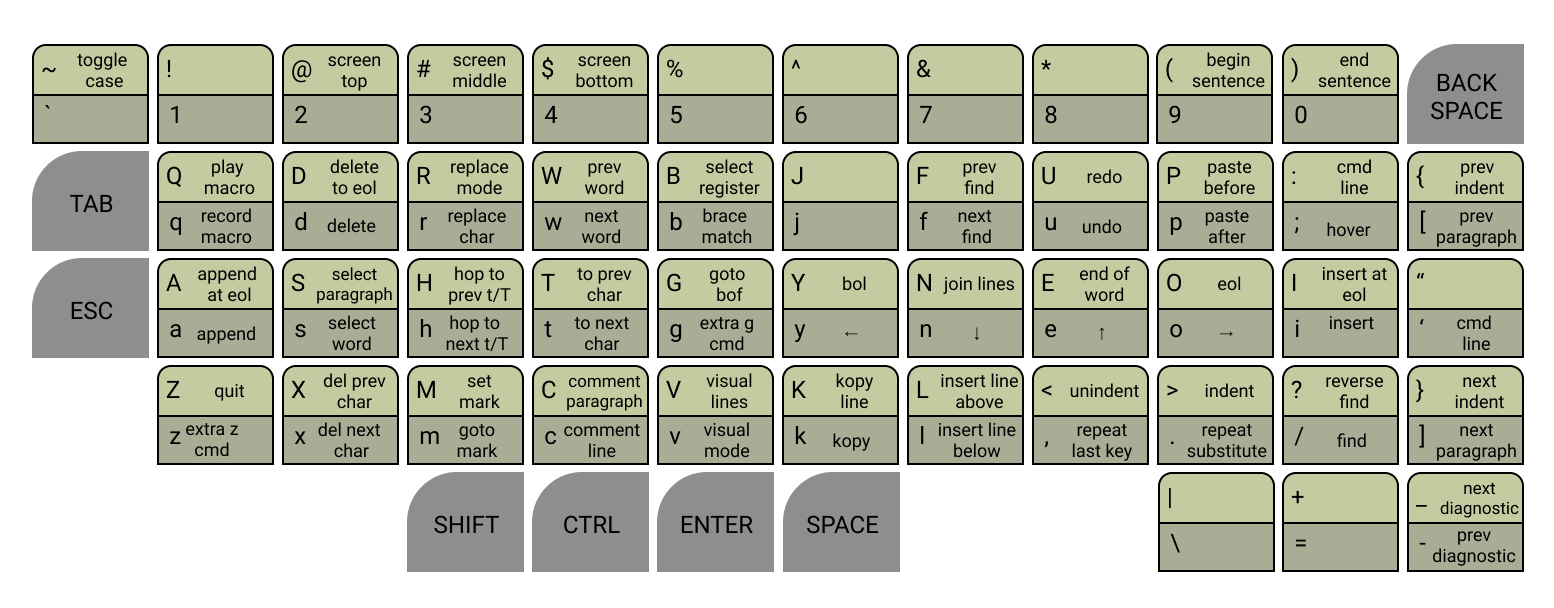 ~ toggle case
`
!
1
@ screen top
2
# screen middle
3
$ screen bottom
4
%
5
^
6
&
7
*
8
( begin sentence
9
) end sentence
0
BACK SPACE
TAB
Q play macro
q record macro
D delete to eol
d delete
R replace mode
r replace char
W prev word
w next word
B select register
b brace match
J
j
F prev find
f next find
U redo
u undo
P paste before
p paste after
: cmd line
; hover
{ prev indent
[ prev paragraph
ESC
A append at eol
a append
S select paragraph
s select word
H hop to prev t/T
h hop to next t/T
T to prev char
t to next char
G goto bof
g extra g cmd
Y bol
y ←
N join lines
n ↓
E end of word
e ↑
O eol
o →
I insert at eol
i insert
“
‘ cmd line
Z quit
z extra z cmd
X del prev char
x del next char
M set mark
m goto mark
C comment paragraph
c comment line
V visual lines
v visual mode
K kopy line
k kopy
L insert line above
l insert line below
< unindent
, repeat last key
> indent
. repeat substitute
? reverse find
/ find
} next indent
] next paragraph
SHIFT
CTRL
ENTER
SPACE
|
\
+
=
_ next diagnostic
- prev diagnostic